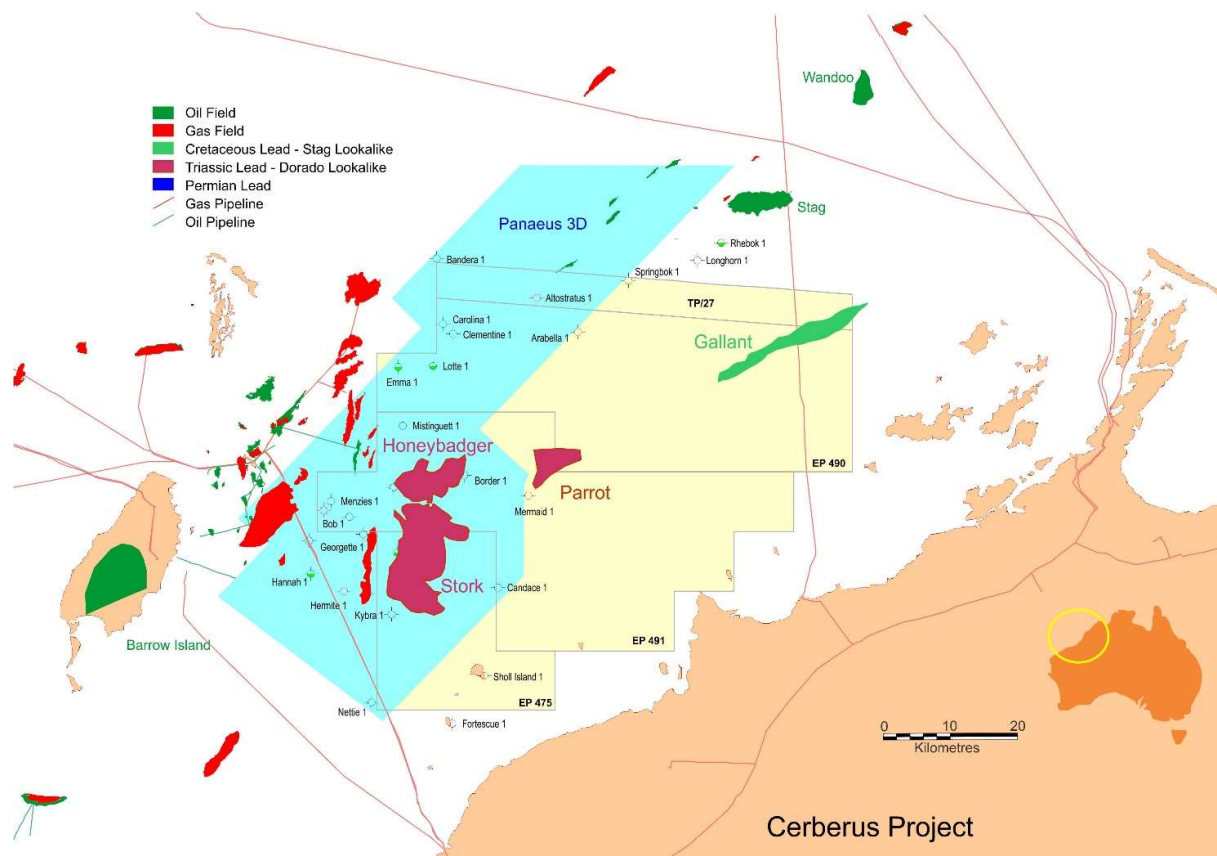 Wandoo
Oil Field
Gas Field
Cretaceous Lead - Stag Lookalike
Triassic Lead - Dorado Lookalike
Permian Lead
Gas Pipeline
Oil Pipeline
Stag
Panaeus 3D
Rhebok 1
Bandera 1
Longhorn 1
Springbok 1
Altostratus 1
TP/27
Carolina 1
Clementine 1
Arabella 1
Gallant
Emma 1
Lotte 1
Mistinguett 1
Honeybadger
EP 490
Border 1
Parrot
Menzies 1
Mermaid 1
Bob 1
Georgette 1
Hannah 1
Stork
Candace 1
Hermite 1
Kybra 1
Barrow Island
EP 491
Sholl Island 1
EP 475
Nettie 1
Fortescue 1
0 10 20
Kilometres
Cerberus Project